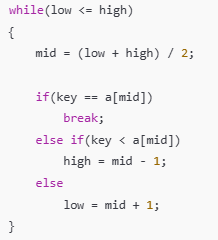 while(low <= high)
{
    mid = (low + high) / 2;

    if(key == a[mid])
        break;
    else if(key < a[mid])
        high = mid - 1;
    else
        low = mid + 1;
}